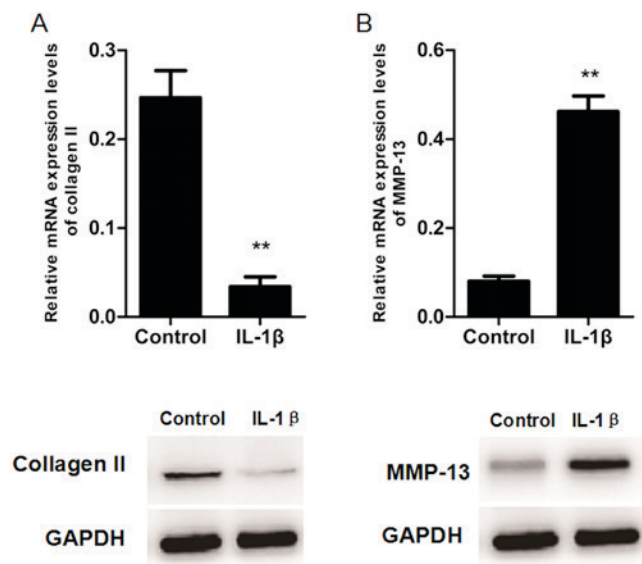 A
Relative mRNA expression levels
of collagen II
0.3
0.2
0.1
0.0
**
Control IL-1β
B
Relative mRNA expression levels
of MMP-13
0.6
0.4
0.2
0.0
**
Control IL-1β
Control IL-1 β
Collagen II
GAPDH
Control IL-1 β
MMP-13
GAPDH